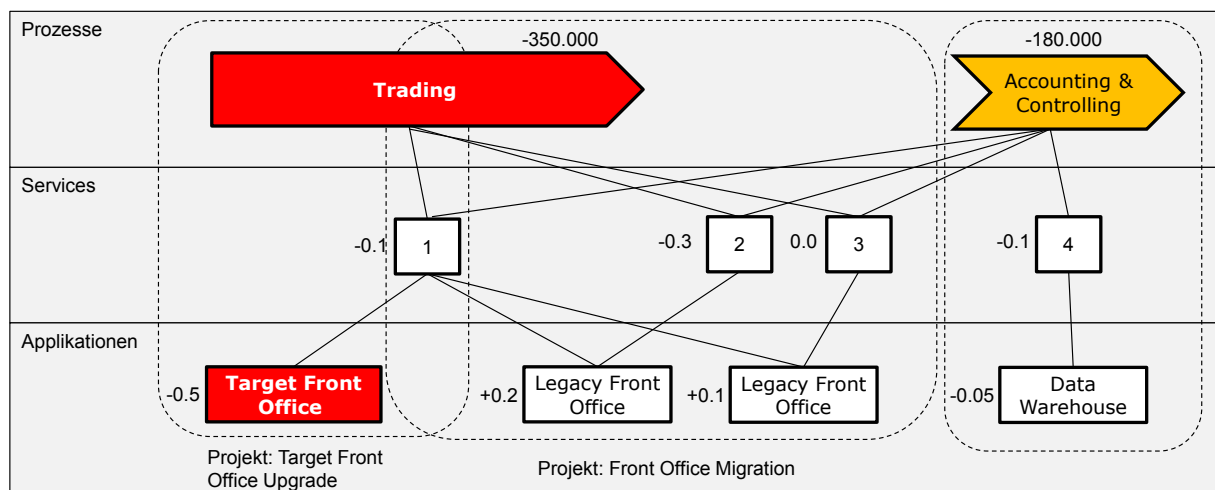 Prozesse
-350.000
-180.000
Trading
Accounting &
Controlling
Services
-0.1
1
-0.3
2
0.0
3
-0.1
4
Applikationen
-0.5
Target Front
Office
+0.2
Legacy Front
Office
+0.1
Legacy Front
Office
-0.05
Data
Warehouse
Projekt: Target Front
Office Upgrade
Projekt: Front Office Migration